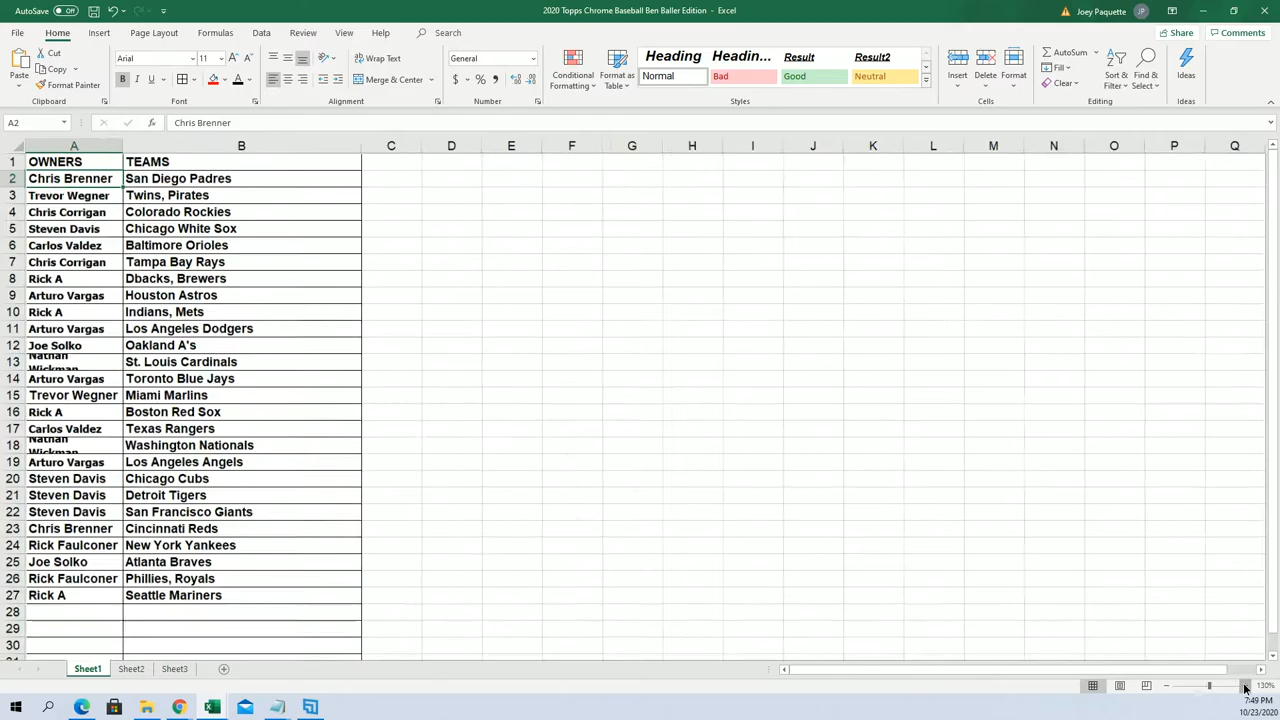 AutoSave Off 2020 Topps Chrome Baseball Ben Baller Edition - Excel Joey Paquette JP
File Home Insert Page Layout Formulas Data Review View Help Search Share Comments
Paste Cut Copy Format Painter Clipboard
Arial 11 B I U A Font
Wrap Text Merge & Center Alignment
General $ % Number
Conditional Formatting Format as Table
Heading Headin... Result Result2
Normal Bad Good Neutral Styles
Insert Delete Format Cells
AutoSum Fill Clear Sort & Filter Find & Select Editing
Ideas Ideas
A2 fx Chris Brenner
A B C D E F G H I J K L M N O P Q
1 OWNERS TEAMS
2 Chris Brenner San Diego Padres
3 Trevor Wegner Twins, Pirates
4 Chris Corrigan Colorado Rockies
5 Steven Davis Chicago White Sox
6 Carlos Valdez Baltimore Orioles
7 Chris Corrigan Tampa Bay Rays
8 Rick A Dbacks, Brewers
9 Arturo Vargas Houston Astros
10 Rick A Indians, Mets
11 Arturo Vargas Los Angeles Dodgers
12 Joe Solko Oakland A's
13 Nathan Wickman St. Louis Cardinals
14 Arturo Vargas Toronto Blue Jays
15 Trevor Wegner Miami Marlins
16 Rick A Boston Red Sox
17 Carlos Valdez Texas Rangers
18 Nathan Wickman Washington Nationals
19 Arturo Vargas Los Angeles Angels
20 Steven Davis Chicago Cubs
21 Steven Davis Detroit Tigers
22 Steven Davis San Francisco Giants
23 Chris Brenner Cincinnati Reds
24 Rick Faulconer New York Yankees
25 Joe Solko Atlanta Braves
26 Rick Faulconer Phillies, Royals
27 Rick A Seattle Mariners
28
29
30
Sheet1 Sheet2 Sheet3
130%
7:49 PM
10/23/2020